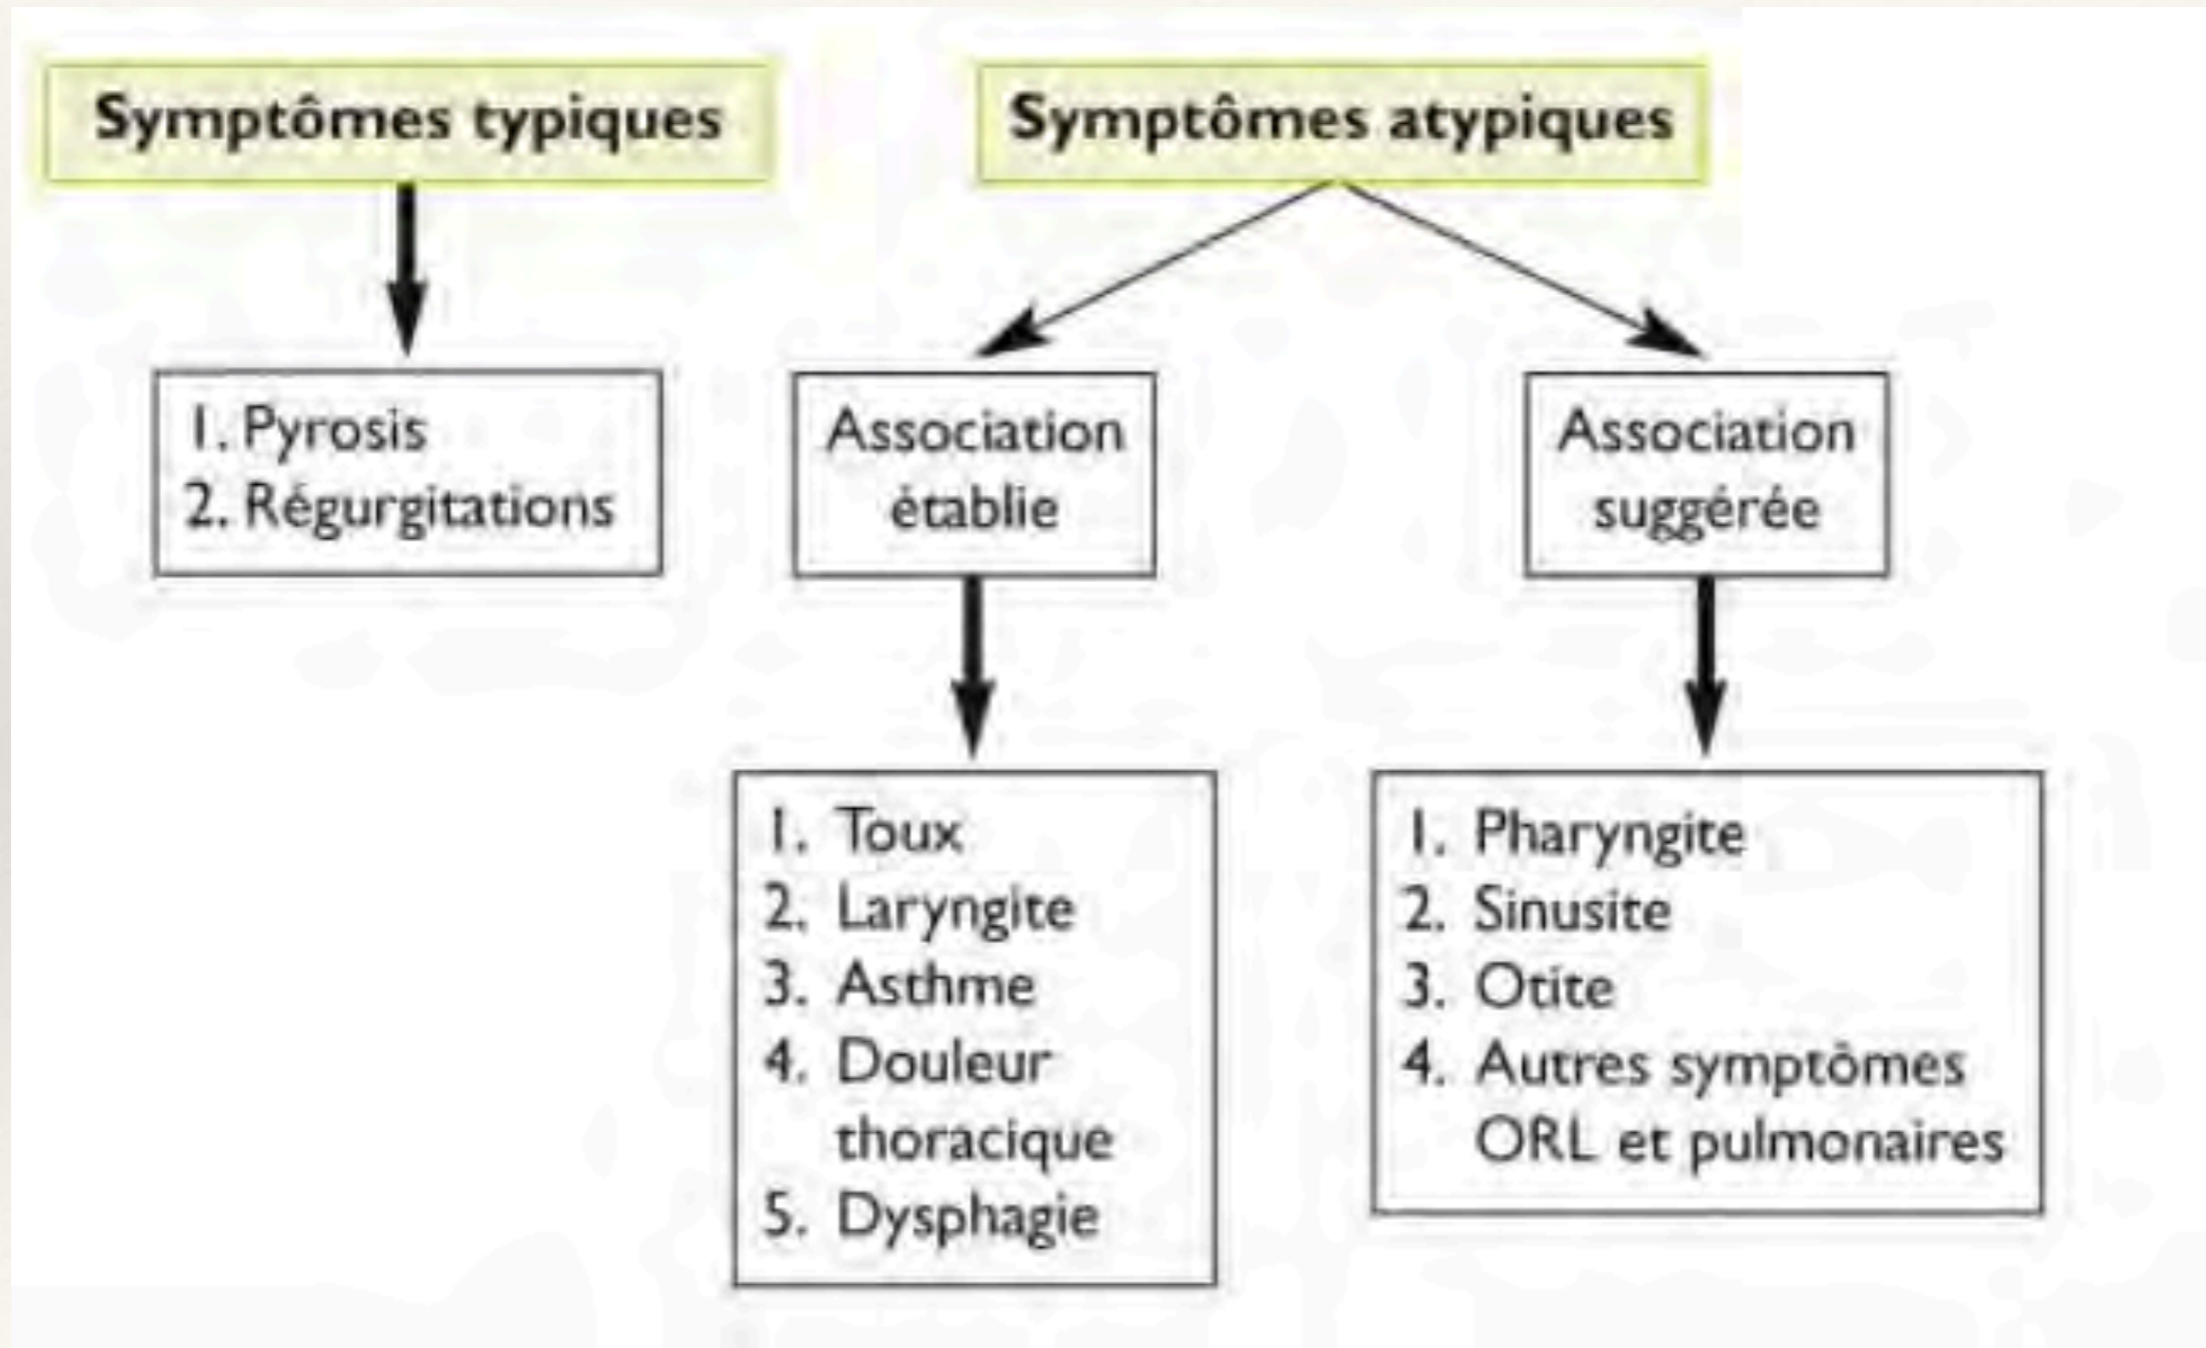 Symptômes typiques
Symptômes atypiques
1. Pyrosis
2. Régurgitations
Association
établie
Association
suggérée
1. Toux
2. Laryngite
3. Asthme
4. Douleur
thoracique
5. Dysphagie
1. Pharyngite
2. Sinusite
3. Otite
4. Autres symptômes
ORL et pulmonaires